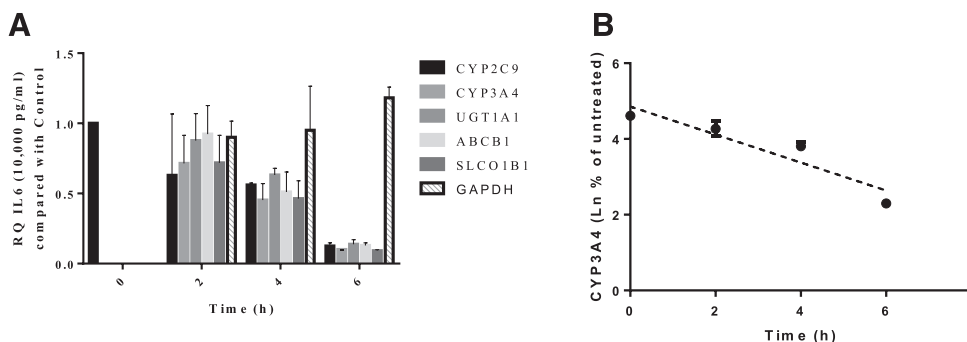 A
RQ IL6 (10,000 pg/ml)
compared with Control
1.5
1.0
0.5
0.0
0
2
4
6
Time (h)
CYP2C9
CYP3A4
UGT1A1
ABCB1
SLCO1B1
GAPDH
B
CYP3A4 (Ln % of untreated)
6
4
2
0
0
2
4
6
Time (h)